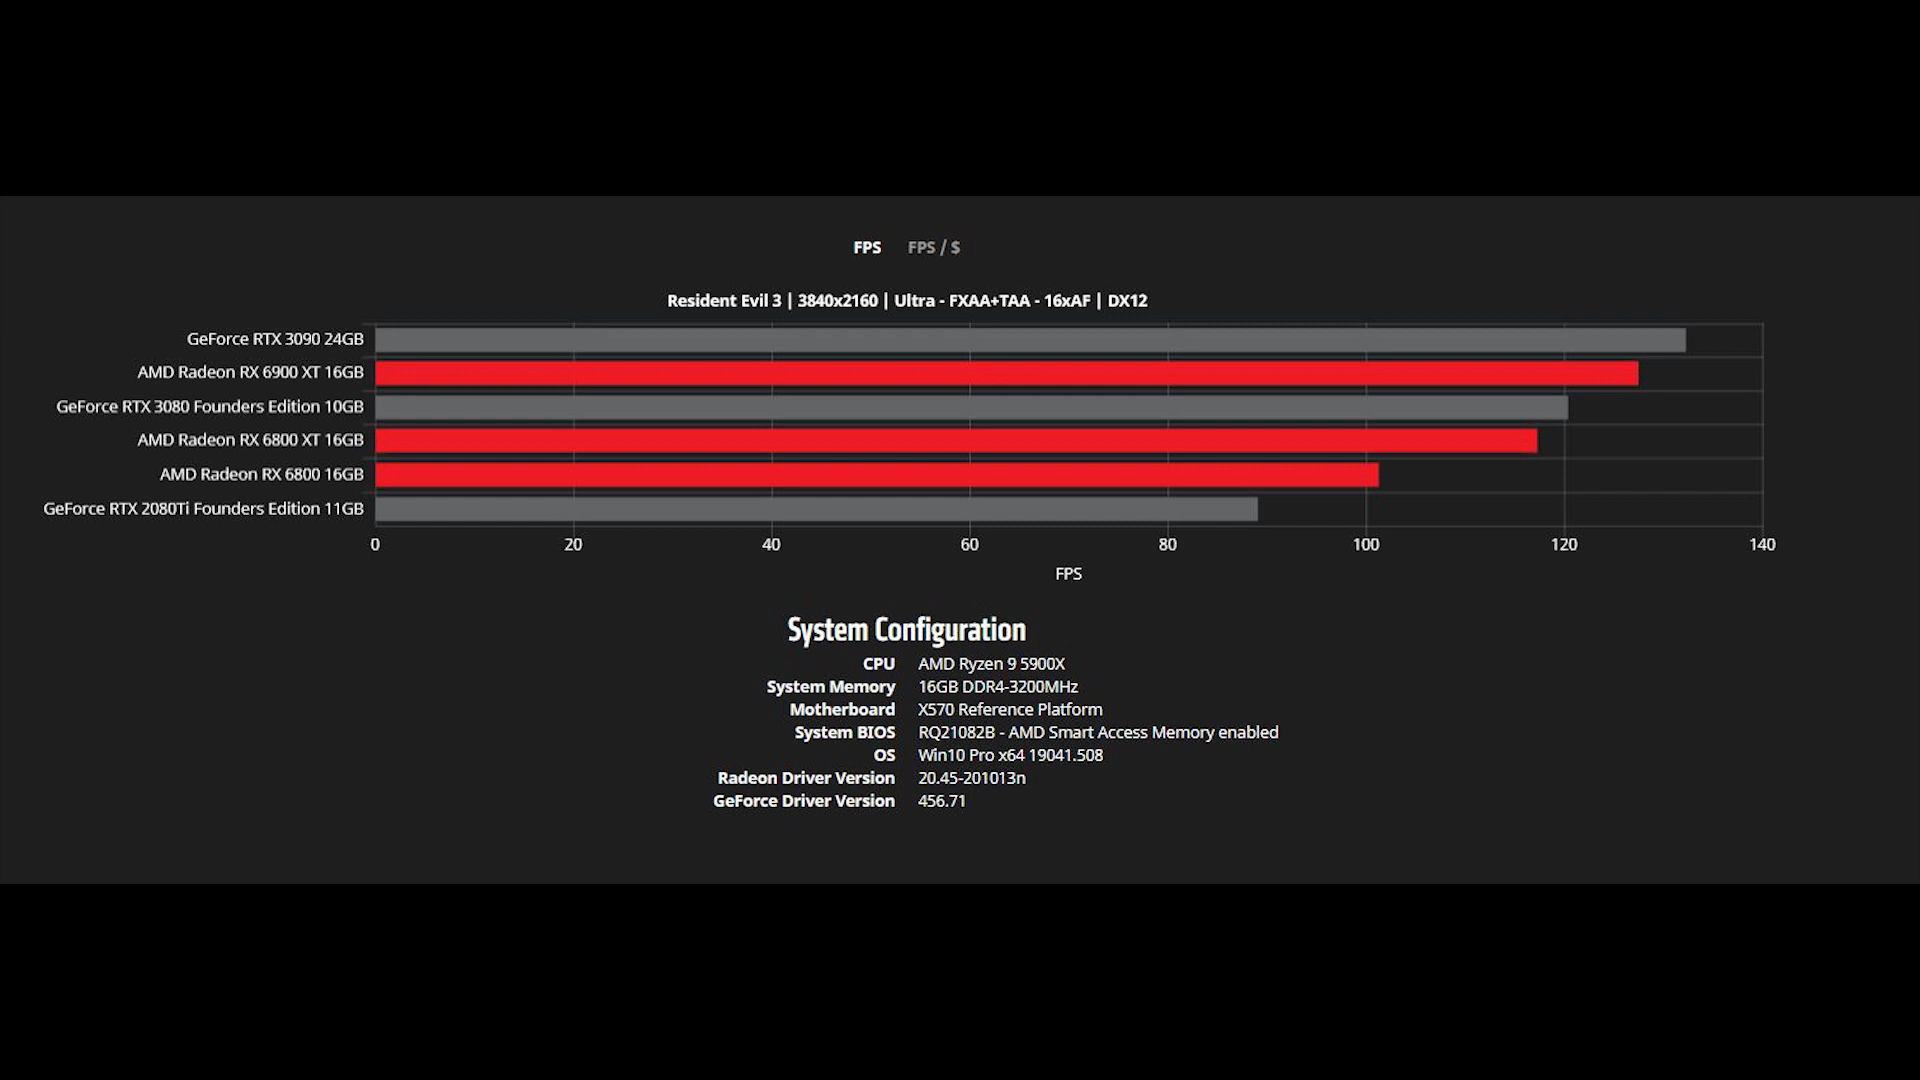 FPS FPS / $
Resident Evil 3 | 3840x2160 | Ultra - FXAA+TAA - 16xAF | DX12
GeForce RTX 3090 24GB
AMD Radeon RX 6900 XT 16GB
GeForce RTX 3080 Founders Edition 10GB
AMD Radeon RX 6800 XT 16GB
AMD Radeon RX 6800 16GB
GeForce RTX 2080Ti Founders Edition 11GB
0 20 40 60 80 100 120 140
FPS
System Configuration
CPU AMD Ryzen 9 5900X
System Memory 16GB DDR4-3200MHz
Motherboard X570 Reference Platform
System BIOS RQ21082B - AMD Smart Access Memory enabled
OS Win10 Pro x64 19041.508
Radeon Driver Version 20.45-201013n
GeForce Driver Version 456.71